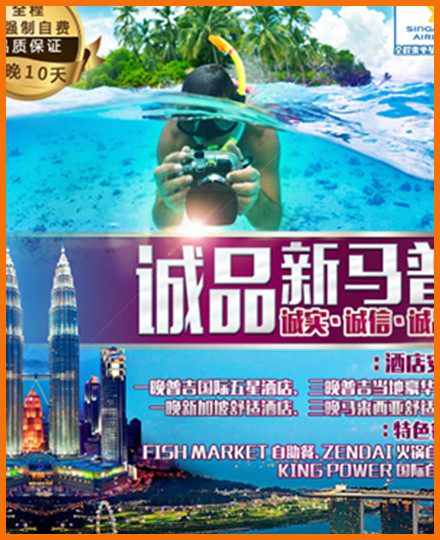 全程
强制自费
品质保证
晚10天
SING
AIR
诚品新马普
诚实·诚信·诚
:酒店安
一晚普吉国际五星酒店、三晚普吉当地豪华
一晚新加坡舒适酒店、三晚马来西亚舒适
:特色
FISH MARKET 自助餐. ZENDAI 火锅自
KING POWER 国际自